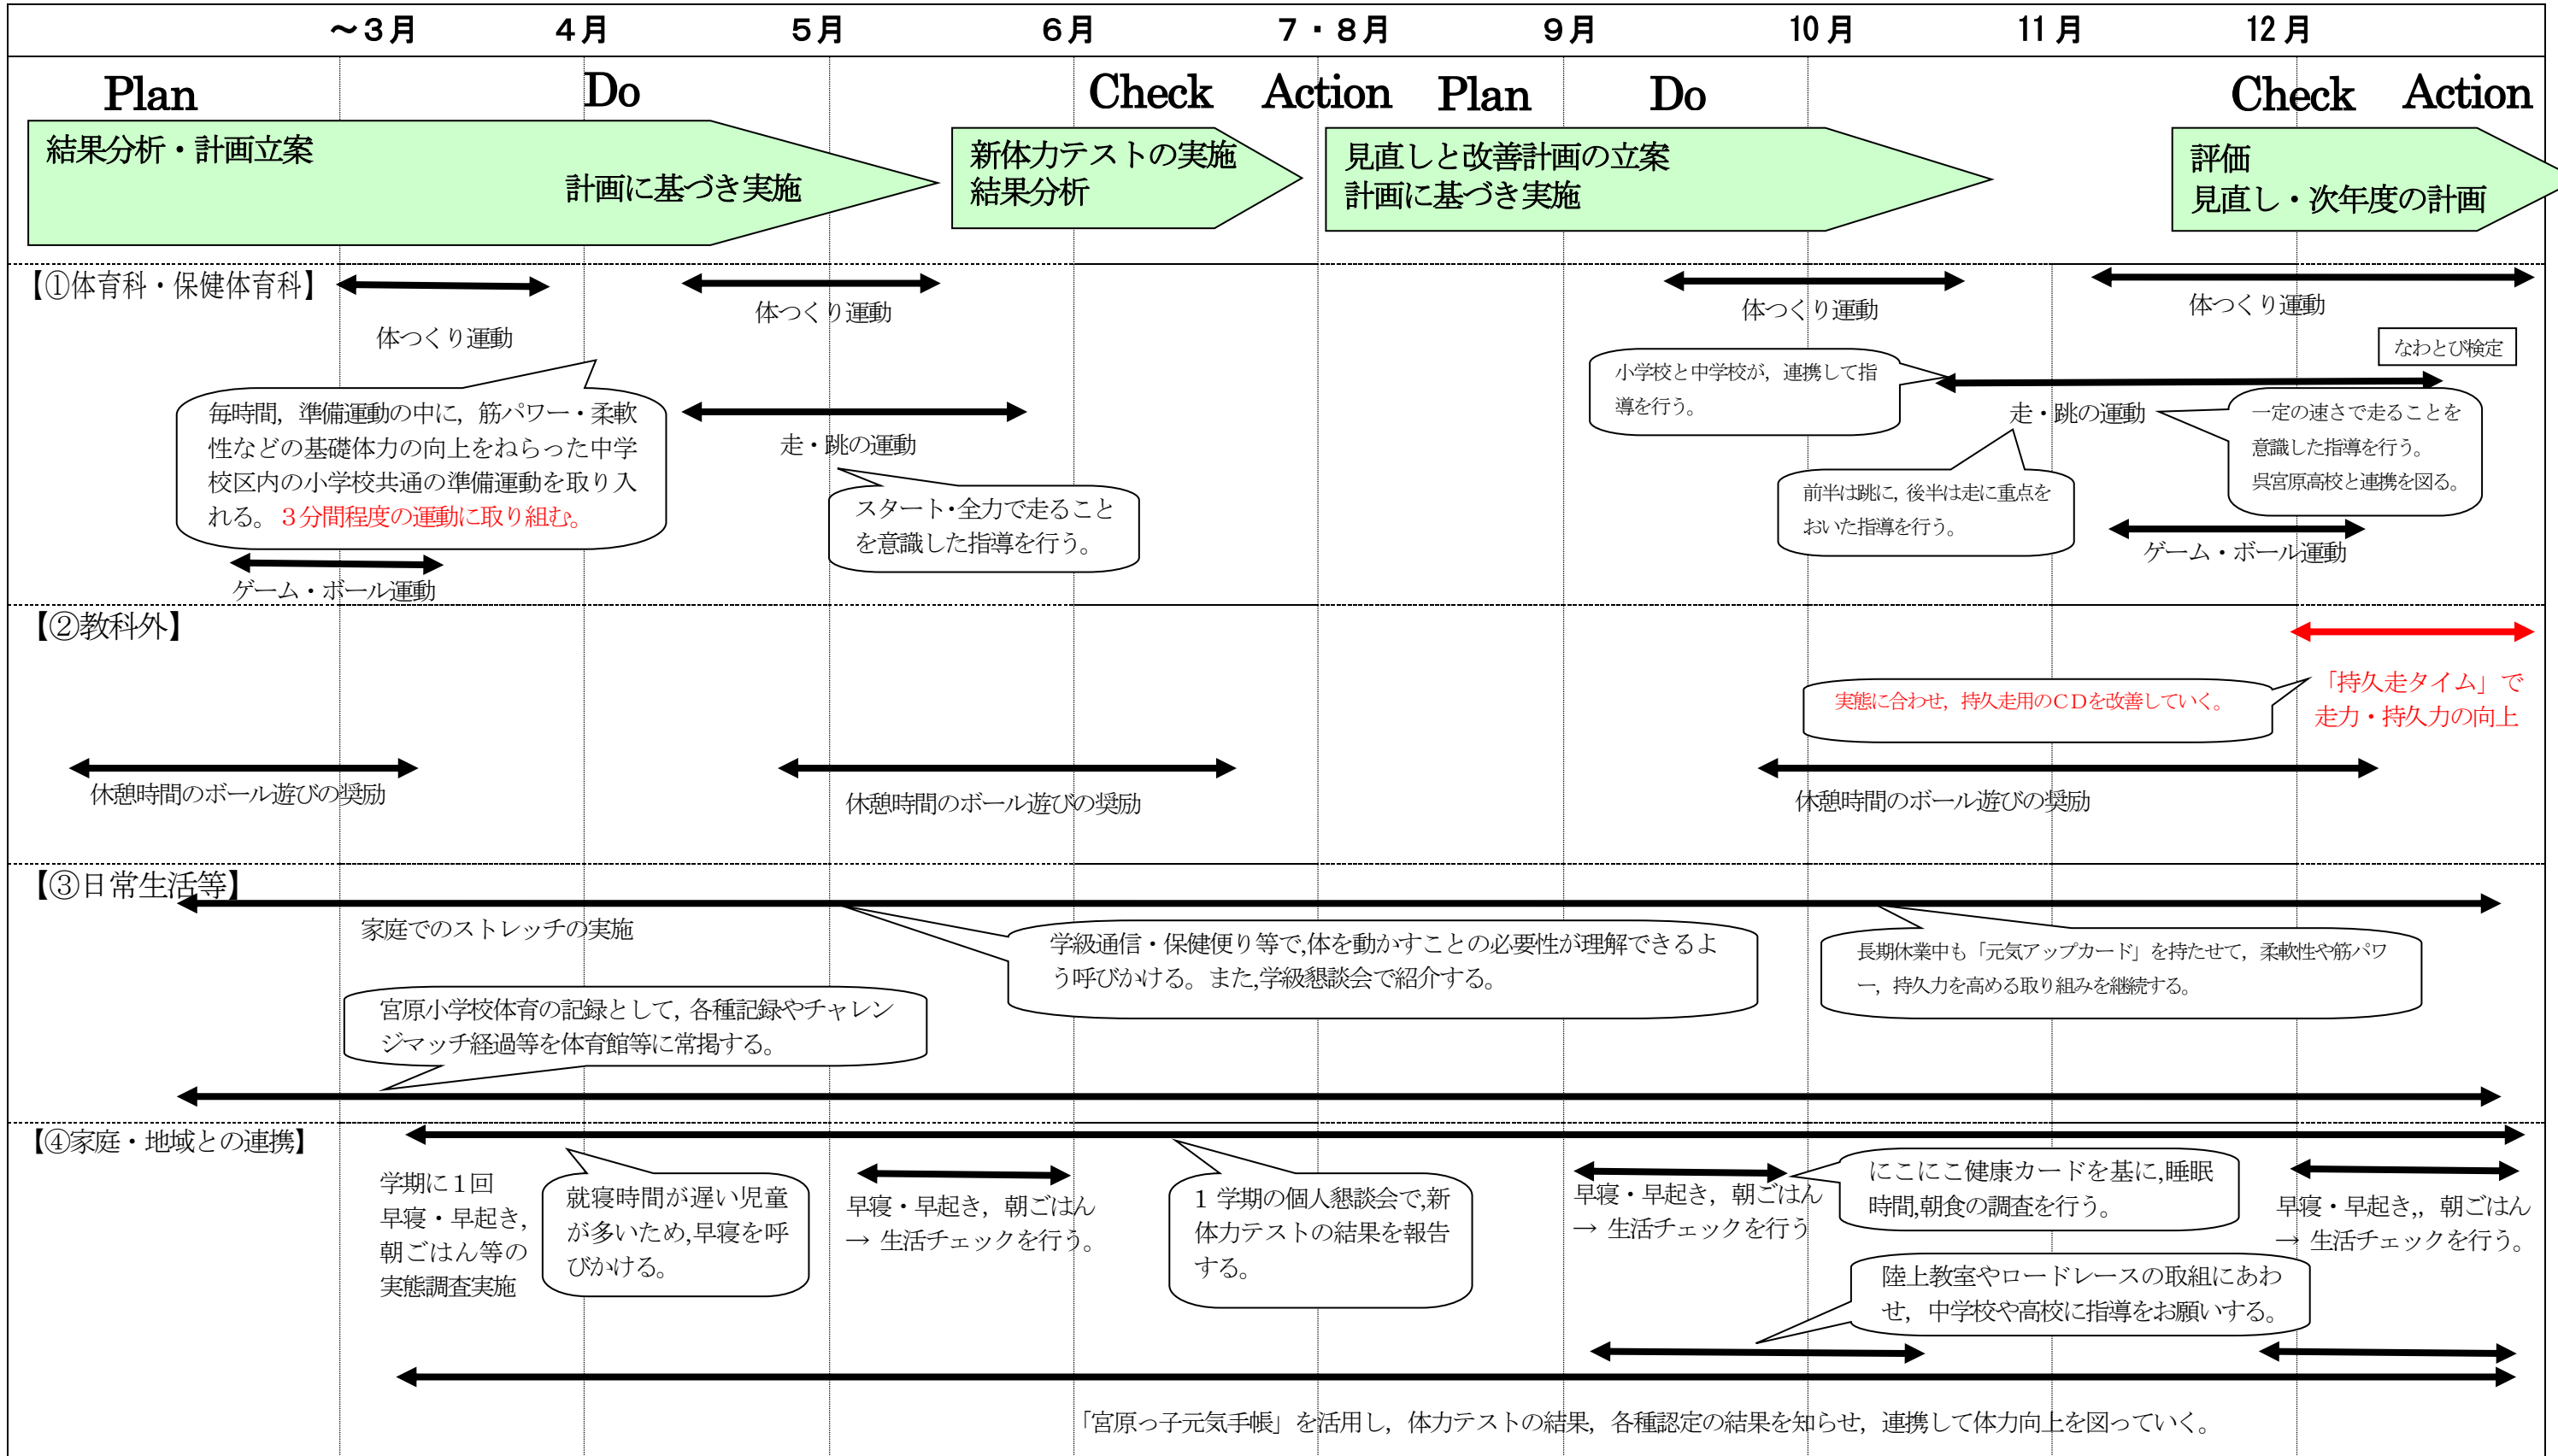 ～３月 ４月 ５月 ６月 ７・８月 ９月 10月 11月 12月
Plan Do Check Action Plan Do Check Action
結果分析・計画立案
計画に基づき実施
新体力テストの実施
結果分析
見直しと改善計画の立案
計画に基づき実施
評価
見直し・次年度の計画
【①体育科・保健体育科】
体つくり運動
体つくり運動
体つくり運動
体つくり運動
なわとび検定
毎時間，準備運動の中に，筋パワー・柔軟
性などの基礎体力の向上をねらった中学
校区内の小学校共通の準備運動を取り入
れる。３分間程度の運動に取り組む。
走・跳の運動
スタート・全力で走ること
を意識した指導を行う。
小学校と中学校が，連携して指
導を行う。
走・跳の運動
一定の速さで走ることを
意識した指導を行う。
呉宮原高校と連携を図る。
前半は跳に，後半は走に重点を
おいた指導を行う。
ゲーム・ボール運動
ゲーム・ボール運動
【②教科外】
実態に合わせ，持久走用のＣＤを改善していく。
「持久走タイム」で
走力・持久力の向上
休憩時間のボール遊びの奨励
休憩時間のボール遊びの奨励
休憩時間のボール遊びの奨励
【③日常生活等】
家庭でのストレッチの実施
学級通信・保健便り等で,体を動かすことの必要性が理解できるよ
う呼びかける。また,学級懇談会で紹介する。
長期休業中も「元気アップカード」を持たせて，柔軟性や筋パワ
ー，持久力を高める取り組みを継続する。
宮原小学校体育の記録として，各種記録やチャレン
ジマッチ経過等を体育館等に常掲する。
【④家庭・地域との連携】
学期に１回
早寝・早起き，
朝ごはん等の
実態調査実施
就寝時間が遅い児童
が多いため,早寝を呼
びかける。
早寝・早起き，朝ごはん
→ 生活チェックを行う。
1 学期の個人懇談会で,新
体力テストの結果を報告
する。
早寝・早起き，朝ごはん
→ 生活チェックを行う
にこにこ健康カードを基に,睡眠
時間,朝食の調査を行う。
早寝・早起き,，朝ごはん
→ 生活チェックを行う。
陸上教室やロードレースの取組にあわ
せ，中学校や高校に指導をお願いする。
「宮原っ子元気手帳」を活用し，体力テストの結果，各種認定の結果を知らせ，連携して体力向上を図っていく。